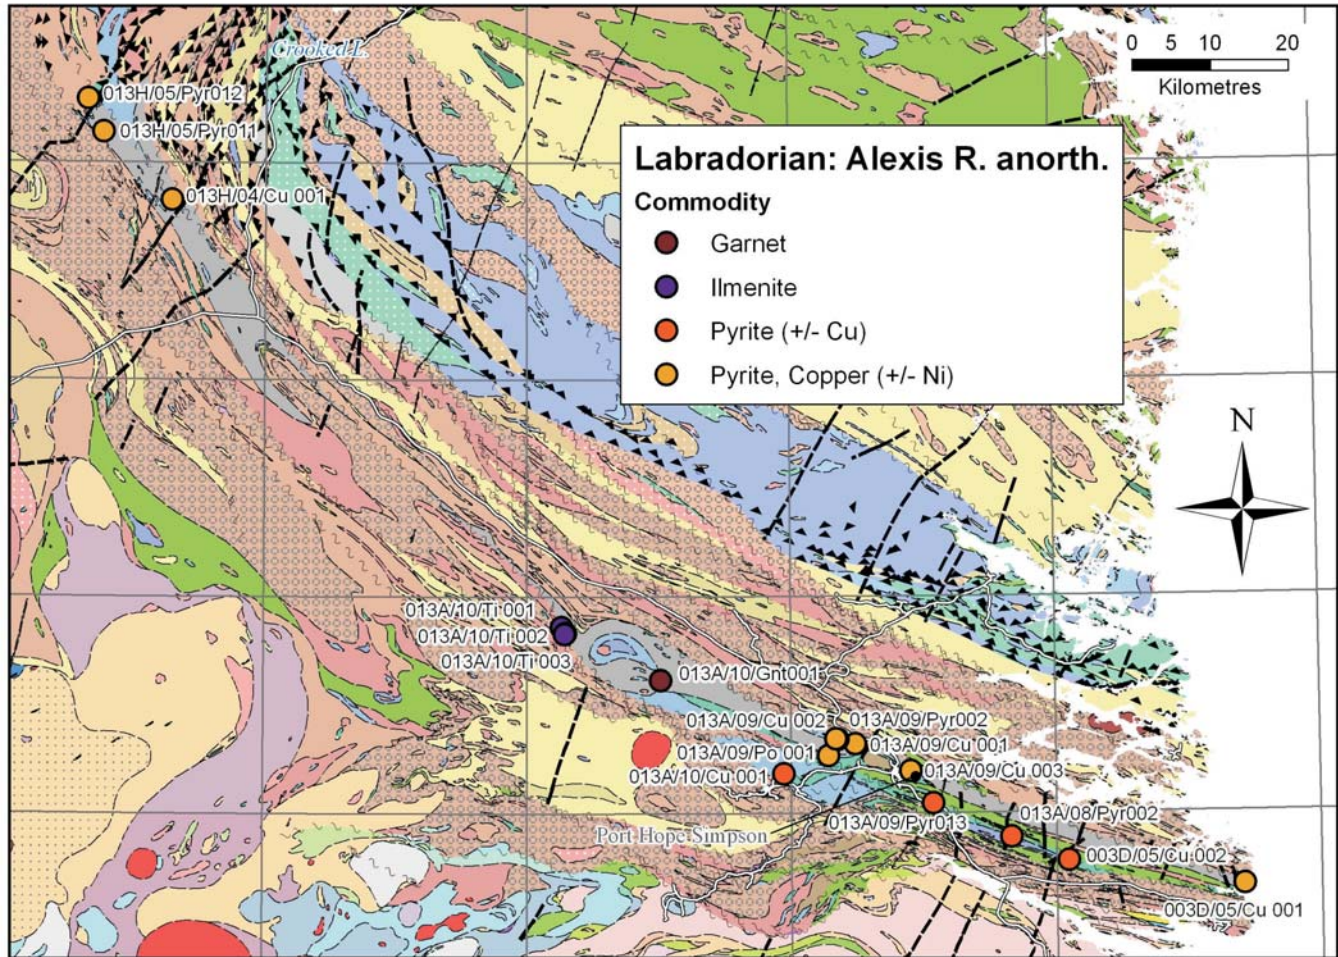 Crooked L.
0 5 10 20
Kilometres
013H/05/Pyr012
013H/05/Pyr011
013H/04/Cu 001
Labradorian: Alexis R. anorth.
Commodity
Garnet
Ilmenite
Pyrite (+/- Cu)
Pyrite, Copper (+/- Ni)
N
013A/10/Ti 001
013A/10/Ti 002
013A/10/Ti 003
013A/10/Gnt001
013A/09/Cu 002
013A/09/Pyr002
013A/09/Cu 001
013A/09/Po 001
013A/10/Cu 001
013A/09/Cu 003
013A/09/Pyr013
013A/08/Pyr002
Port Hope Simpson
003D/05/Cu 002
003D/05/Cu 001